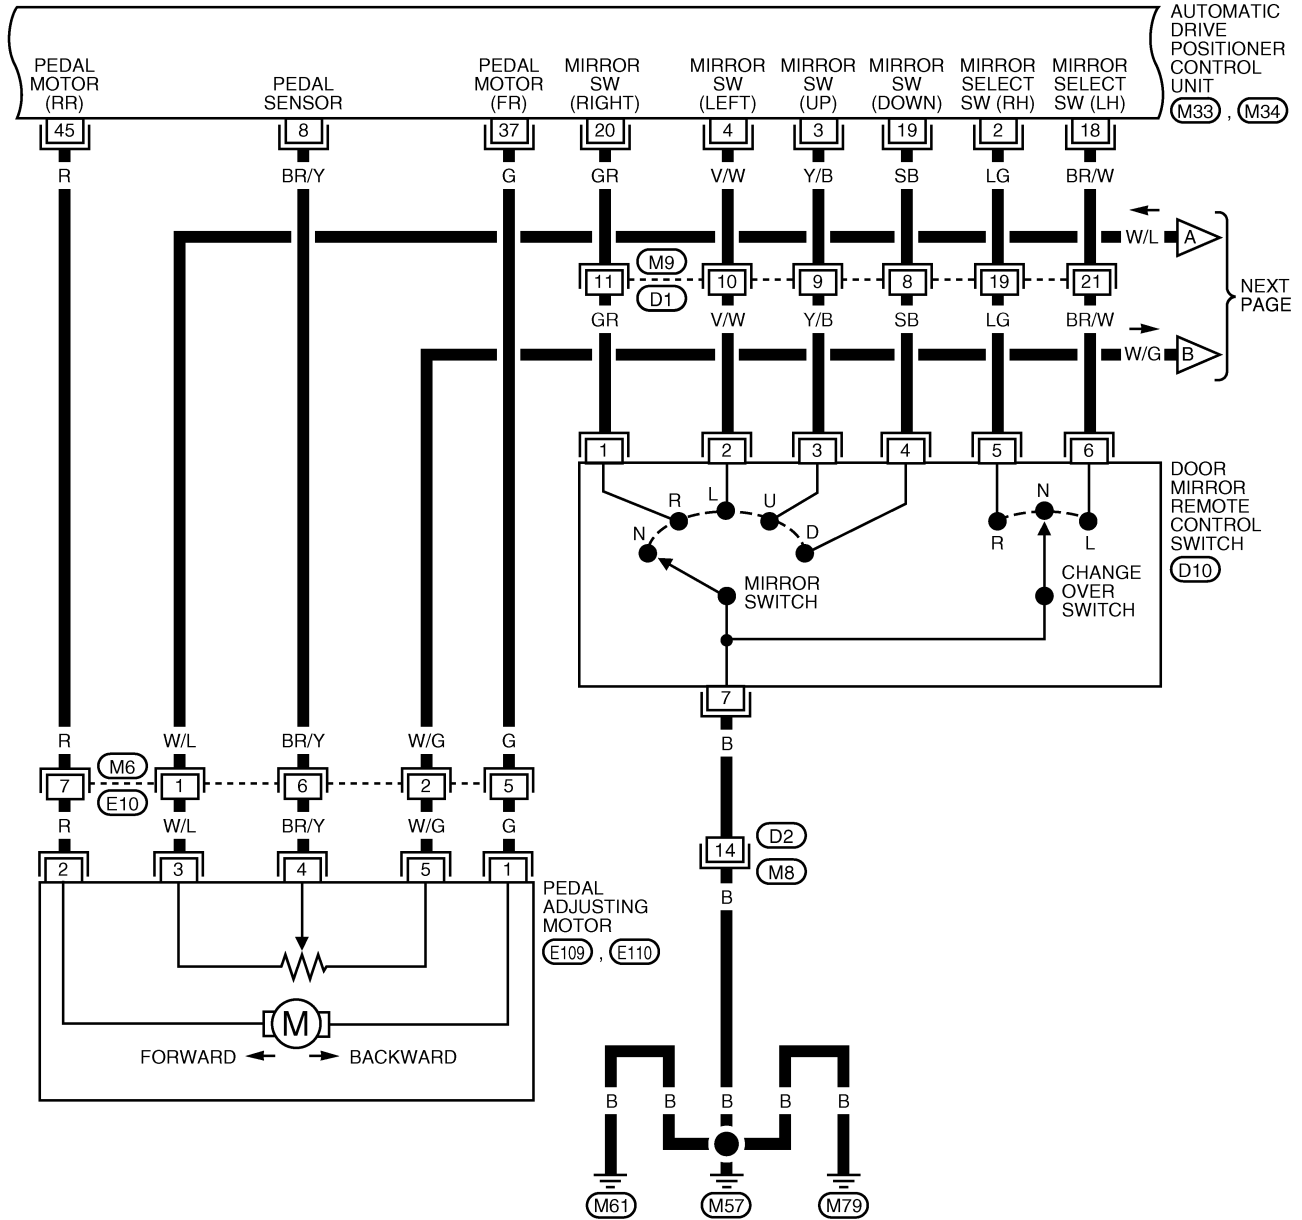 AUTOMATIC
DRIVE
POSITIONER
CONTROL
UNIT
M33 , M34
PEDAL
MOTOR
(RR)
PEDAL
SENSOR
PEDAL
MOTOR
(FR)
MIRROR
SW
(RIGHT)
MIRROR
SW
(LEFT)
MIRROR
SW
(UP)
MIRROR
SW
(DOWN)
MIRROR
SELECT
SW (RH)
MIRROR
SELECT
SW (LH)
45 8 37 20 4 3 19 2 18
R BR/Y G GR V/W Y/B SB LG BR/W
W/L A
M9
11 10 9 8 19 21
D1
NEXT
PAGE
GR V/W Y/B SB LG BR/W
W/G B
1 2 3 4 5 6
DOOR
MIRROR
REMOTE
CONTROL
SWITCH
D10
N R L U D
R N L
MIRROR
SWITCH
CHANGE
OVER
SWITCH
7
B
R W/L BR/Y W/G G
M6
7 1 6 2 5
E10
R W/L BR/Y W/G G
2 3 4 5 1
PEDAL
ADJUSTING
MOTOR
E109 , E110
M
FORWARD BACKWARD
D2
14
M8
B
B B B B B
M61 M57 M79